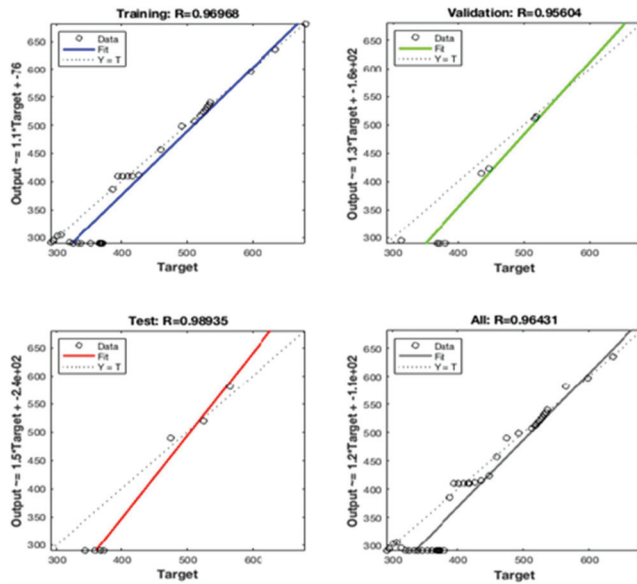 Training: R=0.96968
Data
Fit
Y = T
Output ~= 1.1*Target + -76
650
600
550
500
450
400
350
300
300
400
500
600
Target
Validation: R=0.95604
Data
Fit
Y = T
Output ~= 1.3*Target + -1.6e+02
650
600
550
500
450
400
350
300
300
400
500
600
Target
Test: R=0.98935
Data
Fit
Y = T
Output ~= 1.5*Target + -2.4e+02
650
600
550
500
450
400
350
300
300
400
500
600
Target
All: R=0.96431
Data
Fit
Y = T
Output ~= 1.2*Target + -1.1e+02
650
600
550
500
450
400
350
300
300
400
500
600
Target